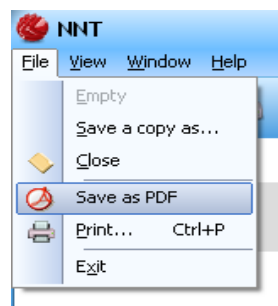 NNT
File View Window Help
Empty
Save a copy as...
Close
Save as PDF
Print... Ctrl+P
Exit